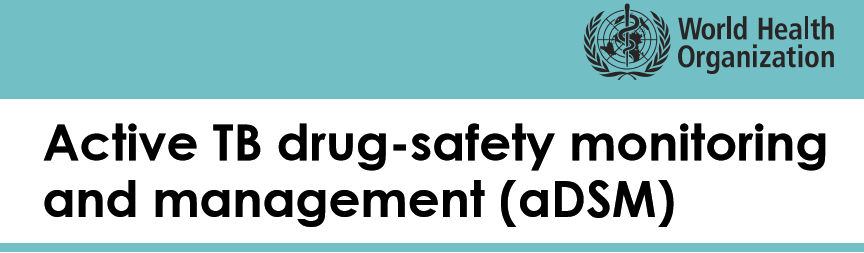 World Health
Organization
Active TB drug-safety monitoring
and management (aDSM)